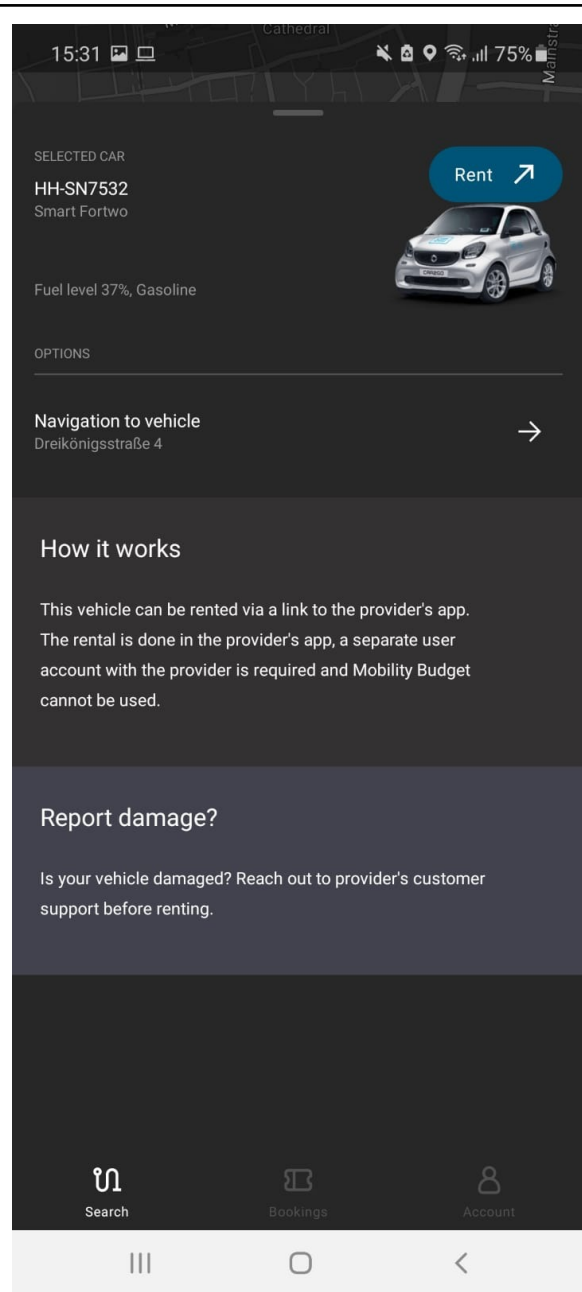 Cathedral
15:31
75%
Mainstra
SELECTED CAR
Rent
HH-SN7532
Smart Fortwo
CAR2GO
Fuel level 37%, Gasoline
OPTIONS
Navigation to vehicle
Dreikönigsstraße 4
How it works
This vehicle can be rented via a link to the provider's app.
The rental is done in the provider's app, a separate user
account with the provider is required and Mobility Budget
cannot be used.
Report damage?
Is your vehicle damaged? Reach out to provider's customer
support before renting.
Search
Bookings
Account